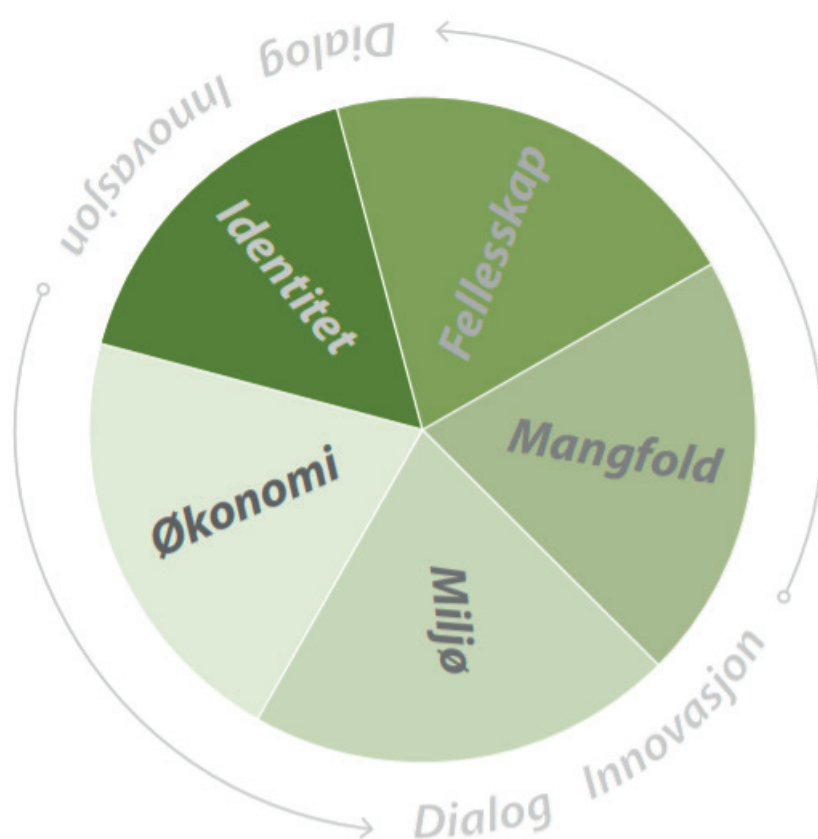 Dialog
Innovasjon
Identitet
Fellesskap
Mangfold
Miljø
Økonomi
Dialog
Innovasjon